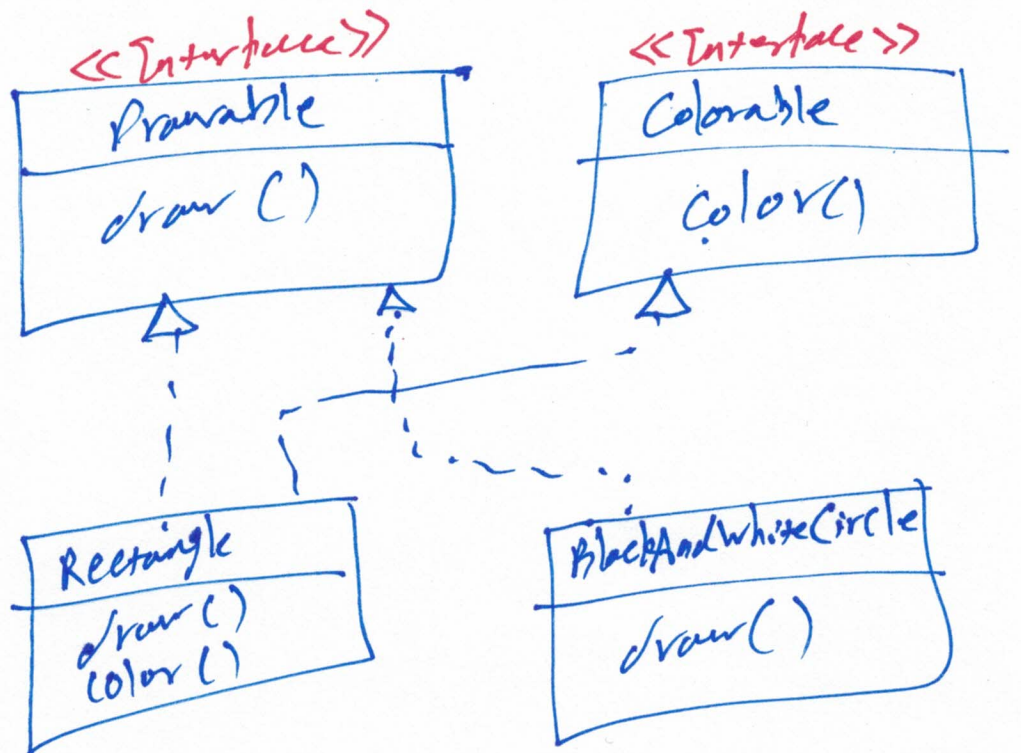 <<Interface>>
Drawable
draw ()
<<Interface>>
Colorable
Color()
Rectangle
draw ()
color ()
BlackAndWhiteCircle
draw ()